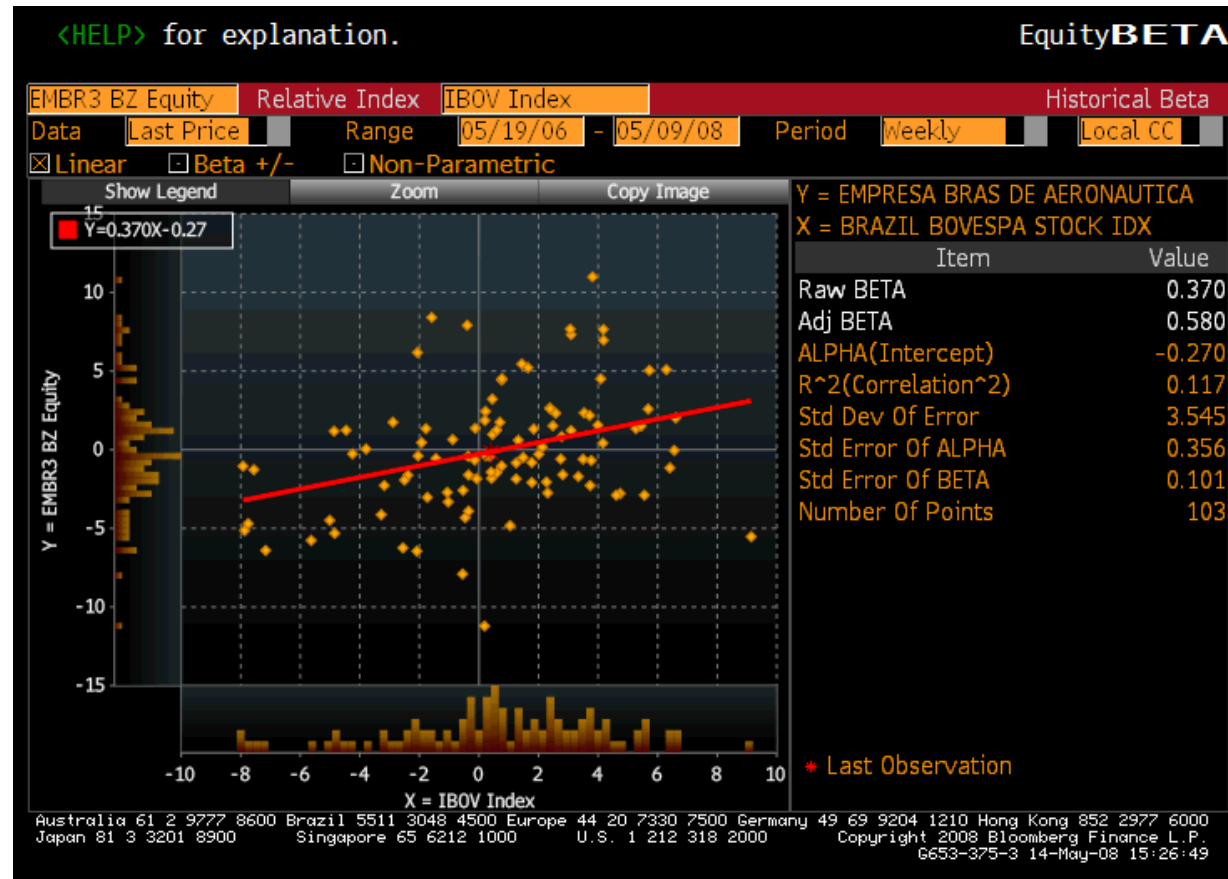 <HELP> for explanation.
EquityBETA
EMBR3 BZ Equity Relative Index IBOV Index Historical Beta
Data Last Price Range 05/19/06 - 05/09/08 Period Weekly Local CC
Linear Beta +/- Non-Parametric
Show Legend Zoom Copy Image
Y=0.370X-0.27
15
10
5
0
-5
-10
-15
Y = EMBR3 BZ Equity
-10 -8 -6 -4 -2 0 2 4 6 8 10
X = IBOV Index
Y = EMPRESA BRAS DE AERONAUTICA
X = BRAZIL BOVESPA STOCK IDX
Item Value
Raw BETA 0.370
Adj BETA 0.580
ALPHA(Intercept) -0.270
R^2(Correlation^2) 0.117
Std Dev Of Error 3.545
Std Error Of ALPHA 0.356
Std Error Of BETA 0.101
Number Of Points 103
* Last Observation
Australia 61 2 9777 8600 Brazil 5511 3048 4500 Europe 44 20 7330 7500 Germany 49 69 9204 1210 Hong Kong 852 2977 6000
Japan 81 3 3201 8900 Singapore 65 6212 1000 U.S. 1 212 318 2000 Copyright 2008 Bloomberg Finance L.P.
G653-375-3 14-May-08 15:26:49